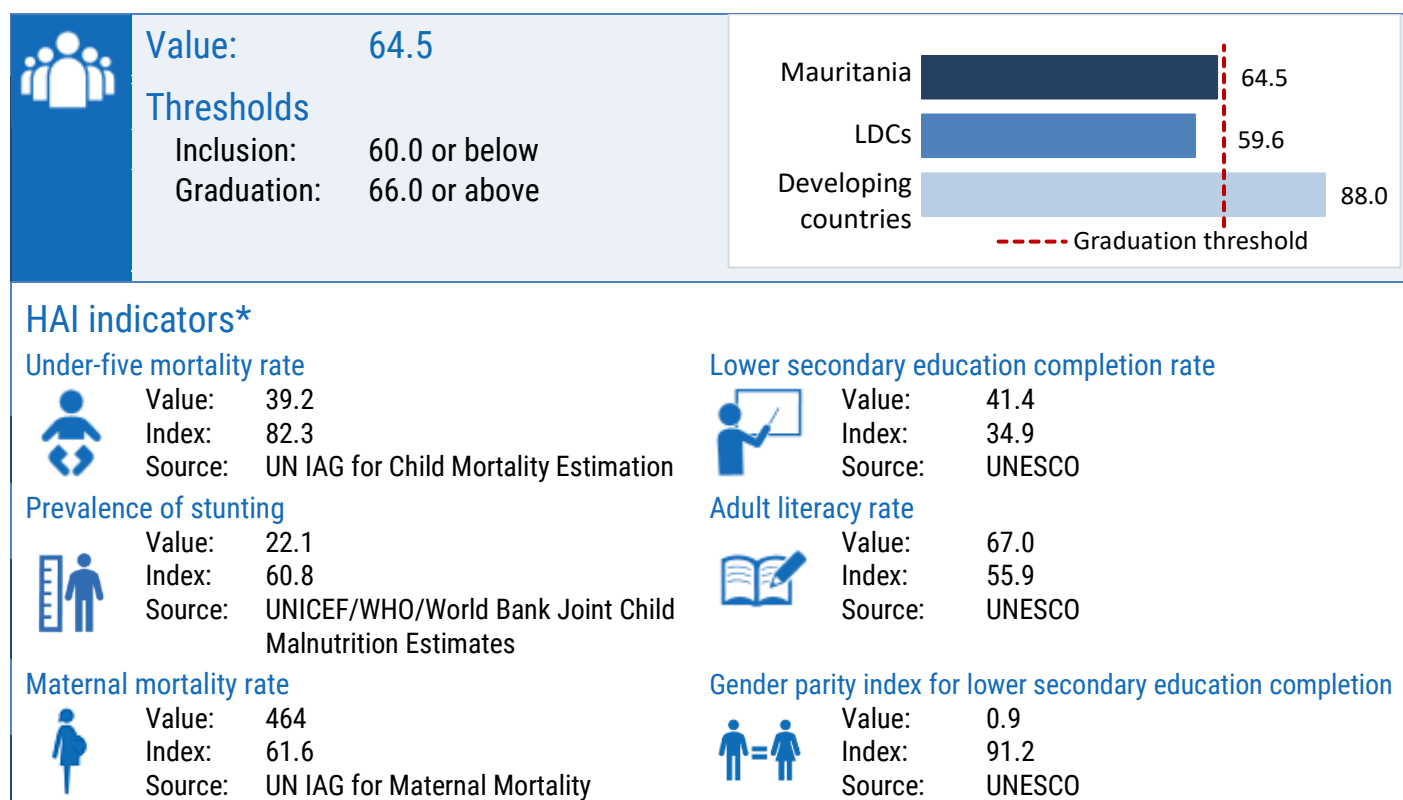 Value: 64.5
Thresholds
Inclusion: 60.0 or below
Graduation: 66.0 or above
Mauritania 64.5
LDCs 59.6
Developing
countries 88.0
Graduation threshold
HAI indicators*
Under-five mortality rate
Value: 39.2
Index: 82.3
Source: UN IAG for Child Mortality Estimation
Prevalence of stunting
Value: 22.1
Index: 60.8
Source: UNICEF/WHO/World Bank Joint Child
Malnutrition Estimates
Maternal mortality rate
Value: 464
Index: 61.6
Source: UN IAG for Maternal Mortality
Lower secondary education completion rate
Value: 41.4
Index: 34.9
Source: UNESCO
Adult literacy rate
Value: 67.0
Index: 55.9
Source: UNESCO
Gender parity index for lower secondary education completion
Value: 0.9
Index: 91.2
Source: UNESCO